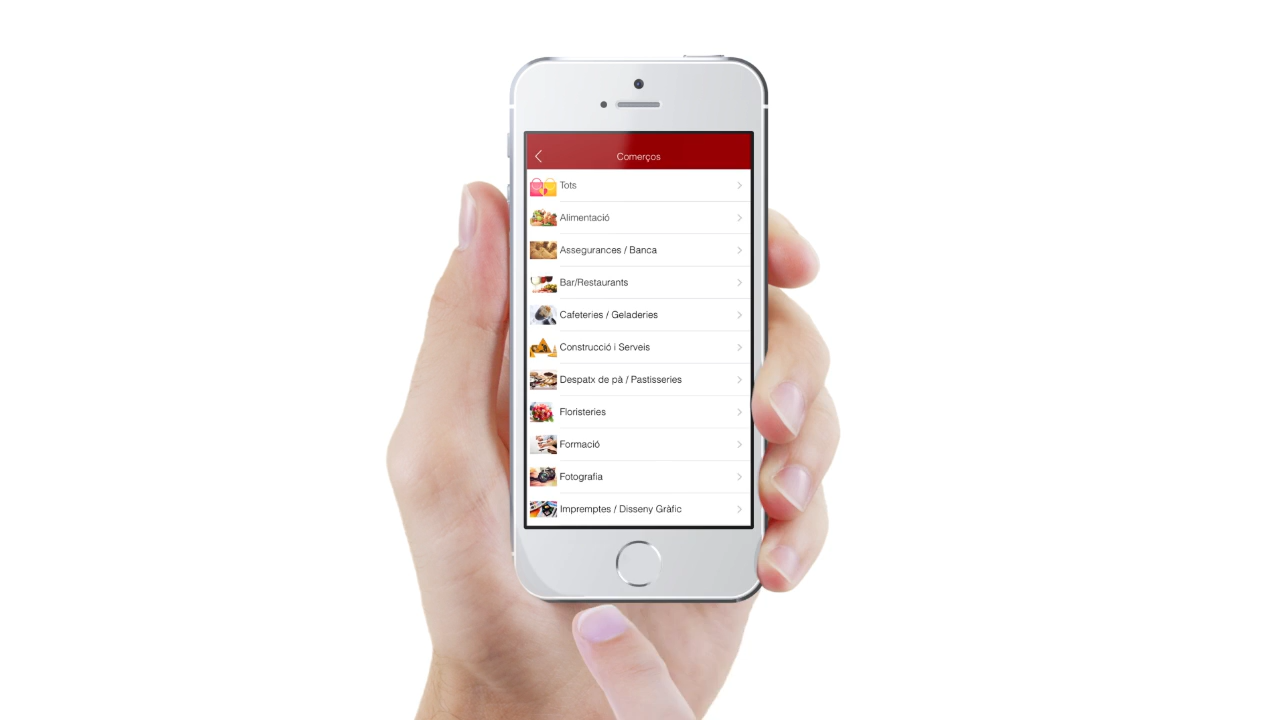 Comerços
Tots
Alimentació
Assegurances / Banca
Bar/Restaurants
Cafeteries / Geladeries
Construcció i Serveis
Despatx de pà / Pastisseries
Floristeries
Formació
Fotografia
Impremptes / Disseny Gràfic